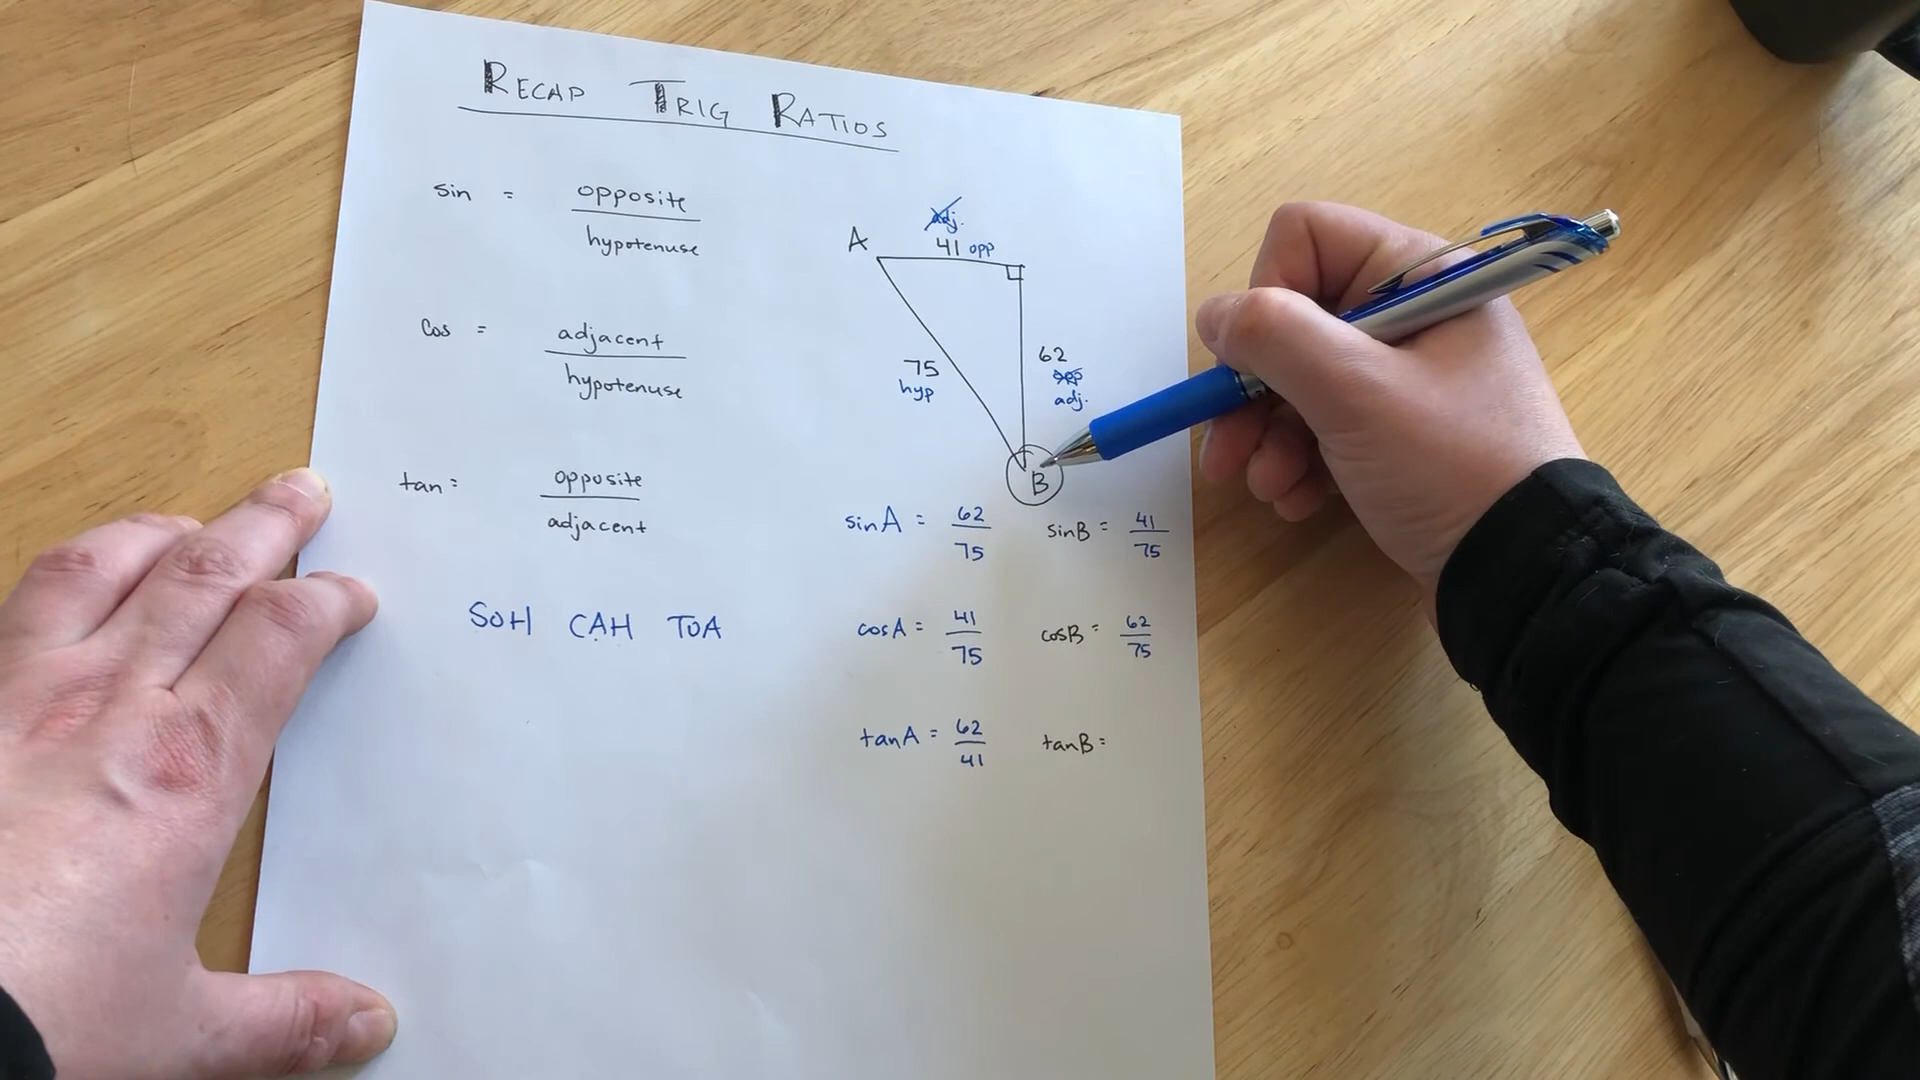 RECAP TRIG RATIOS
sin = opposite
hypotenuse
cos = adjacent
hypotenuse
tan = opposite
adjacent
SOH CAH TOA
adj.
A 41 opp
75
hyp
62
opp
adj.
B
sinA = 62
75
sinB = 41
75
cosA = 41
75
cosB = 62
75
tanA = 62
41
tanB =